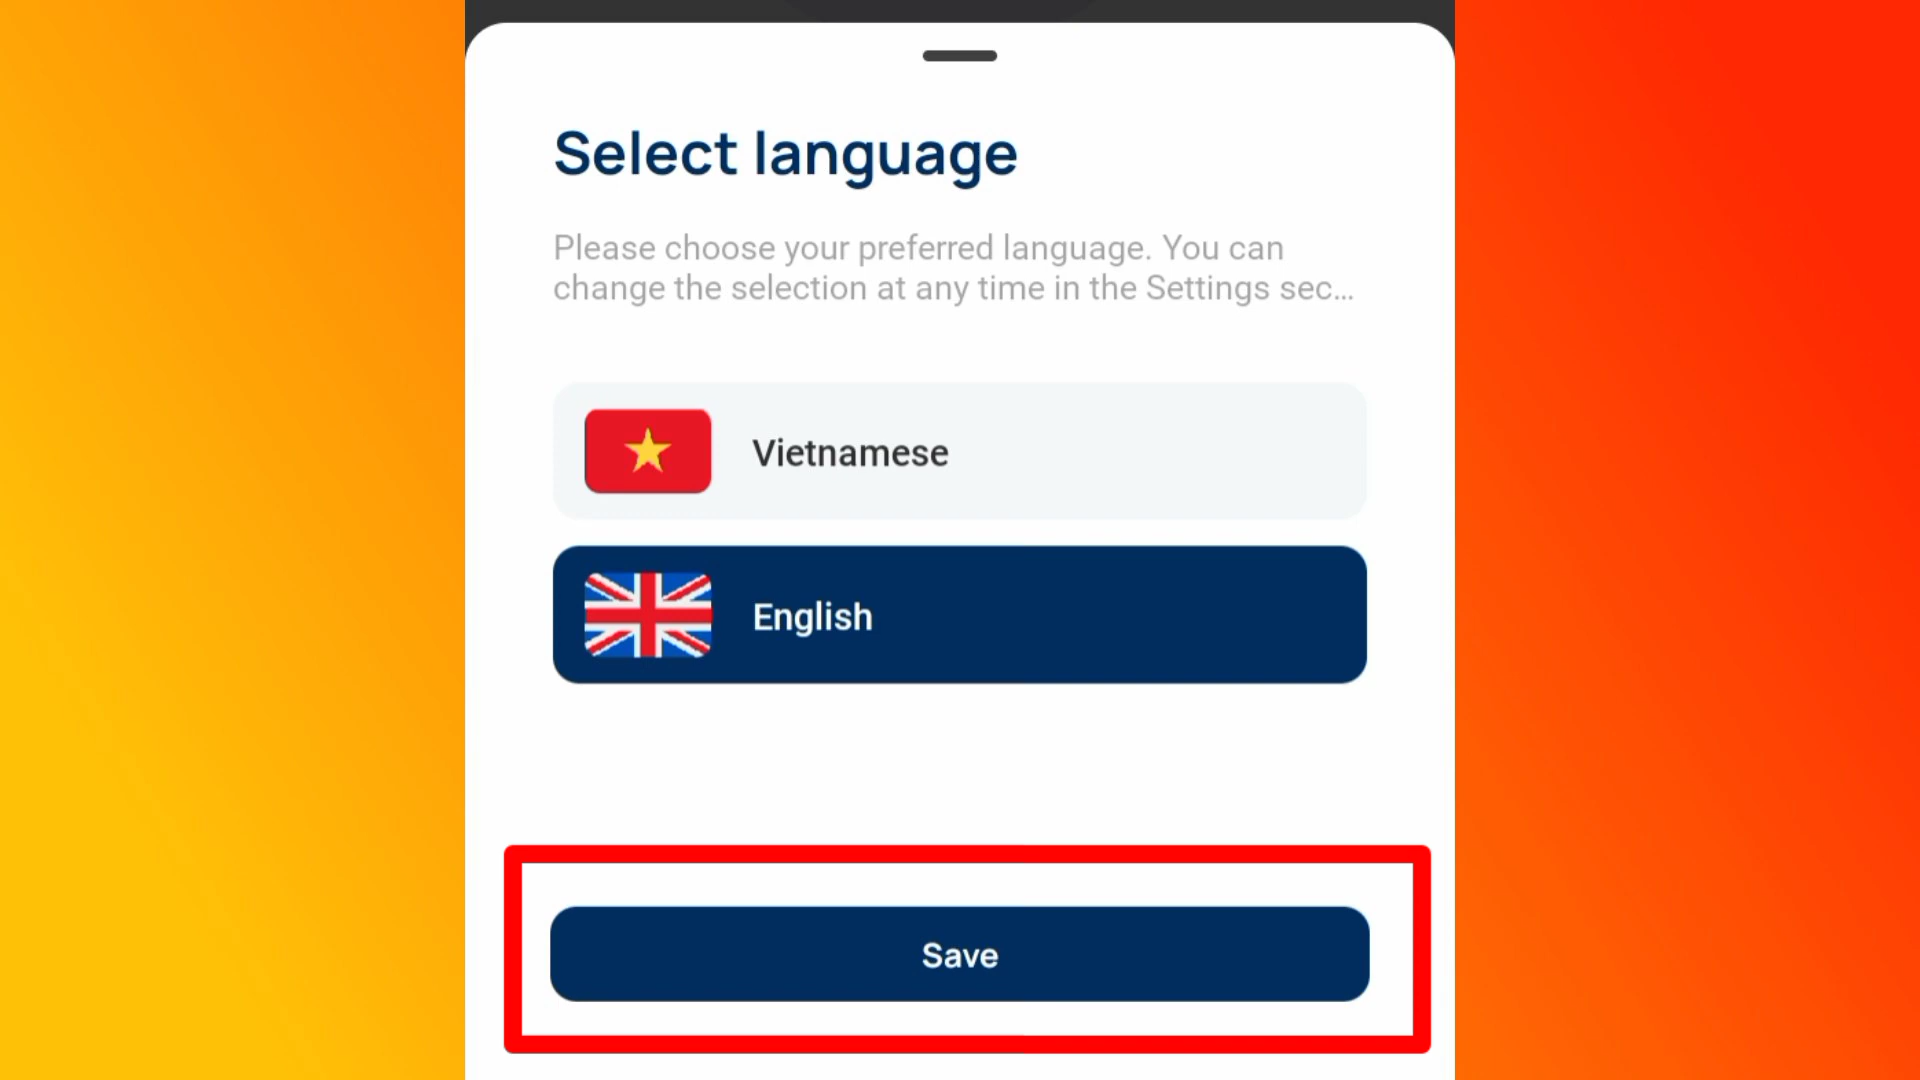 Select language
Please choose your preferred language. You can
change the selection at any time in the Settings sec...
Vietnamese
English
Save